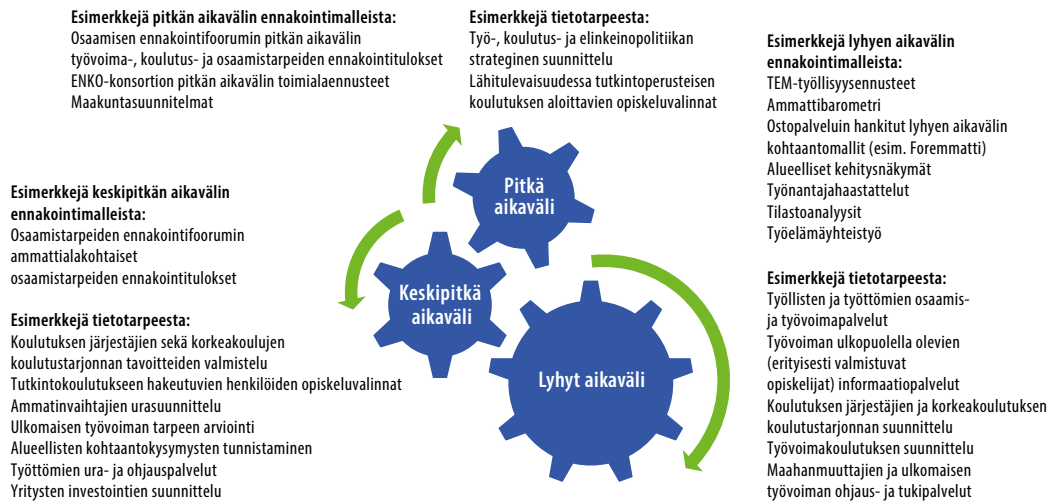 Esimerkkejä pitkän aikavälin ennakointimalleista:
Osaamisen ennakointifoorumin pitkän aikavälin
työvoima-, koulutus- ja osaamistarpeiden ennakointitulokset
ENKO-konsortion pitkän aikavälin toimialaennusteet
Maakuntasuunnitelmat
Esimerkkejä tietotarpeesta:
Työ-, koulutus- ja elinkeinopolitiikan
strateginen suunnittelu
Lähitulevaisuudessa tutkintoperusteisen
koulutuksen aloittavien opiskeluvalinnat
Esimerkkejä lyhyen aikavälin
ennakointimalleista:
TEM-työllisyysennusteet
Ammattibarometri
Ostopalveluin hankitut lyhyen aikavälin
kohtaantomallit (esim. Foremmatti)
Alueelliset kehitysnäkymät
Työnantajahaastattelut
Tilastoanalyysit
Työelämäyhteistyö
Esimerkkejä tietotarpeesta:
Työllisten ja työttömien osaamis-
ja työvoimapalvelut
Työvoiman ulkopuolella olevien
(erityisesti valmistuvat
opiskelijat) informaatiopalvelut
Koulutuksen järjestäjien ja korkeakoulutuksen
koulutustarjonnan suunnittelu
Työvoimakoulutuksen suunnittelu
Maahanmuuttajien ja ulkomaisen
työvoiman ohjaus- ja tukipalvelut
Esimerkkejä keskipitkän aikavälin
ennakointimalleista:
Osaamistarpeiden ennakointifoorumin
ammattialakohtaiset
osaamistarpeiden ennakointitulokset
Esimerkkejä tietotarpeesta:
Koulutuksen järjestäjien sekä korkeakoulujen
koulutustarjonnan tavoitteiden valmistelu
Tutkintokoulutukseen hakeutuvien henkilöiden opiskeluvalinnat
Ammatinvaihtajien urasuunnittelu
Ulkomaisen työvoiman tarpeen arviointi
Alueellisten kohtaantokysymysten tunnistaminen
Työttömien ura- ja ohjauspalvelut
Yritysten investointien suunnittelu
Pitkä
aikaväli
Keskipitkä
aikaväli
Lyhyt aikaväli